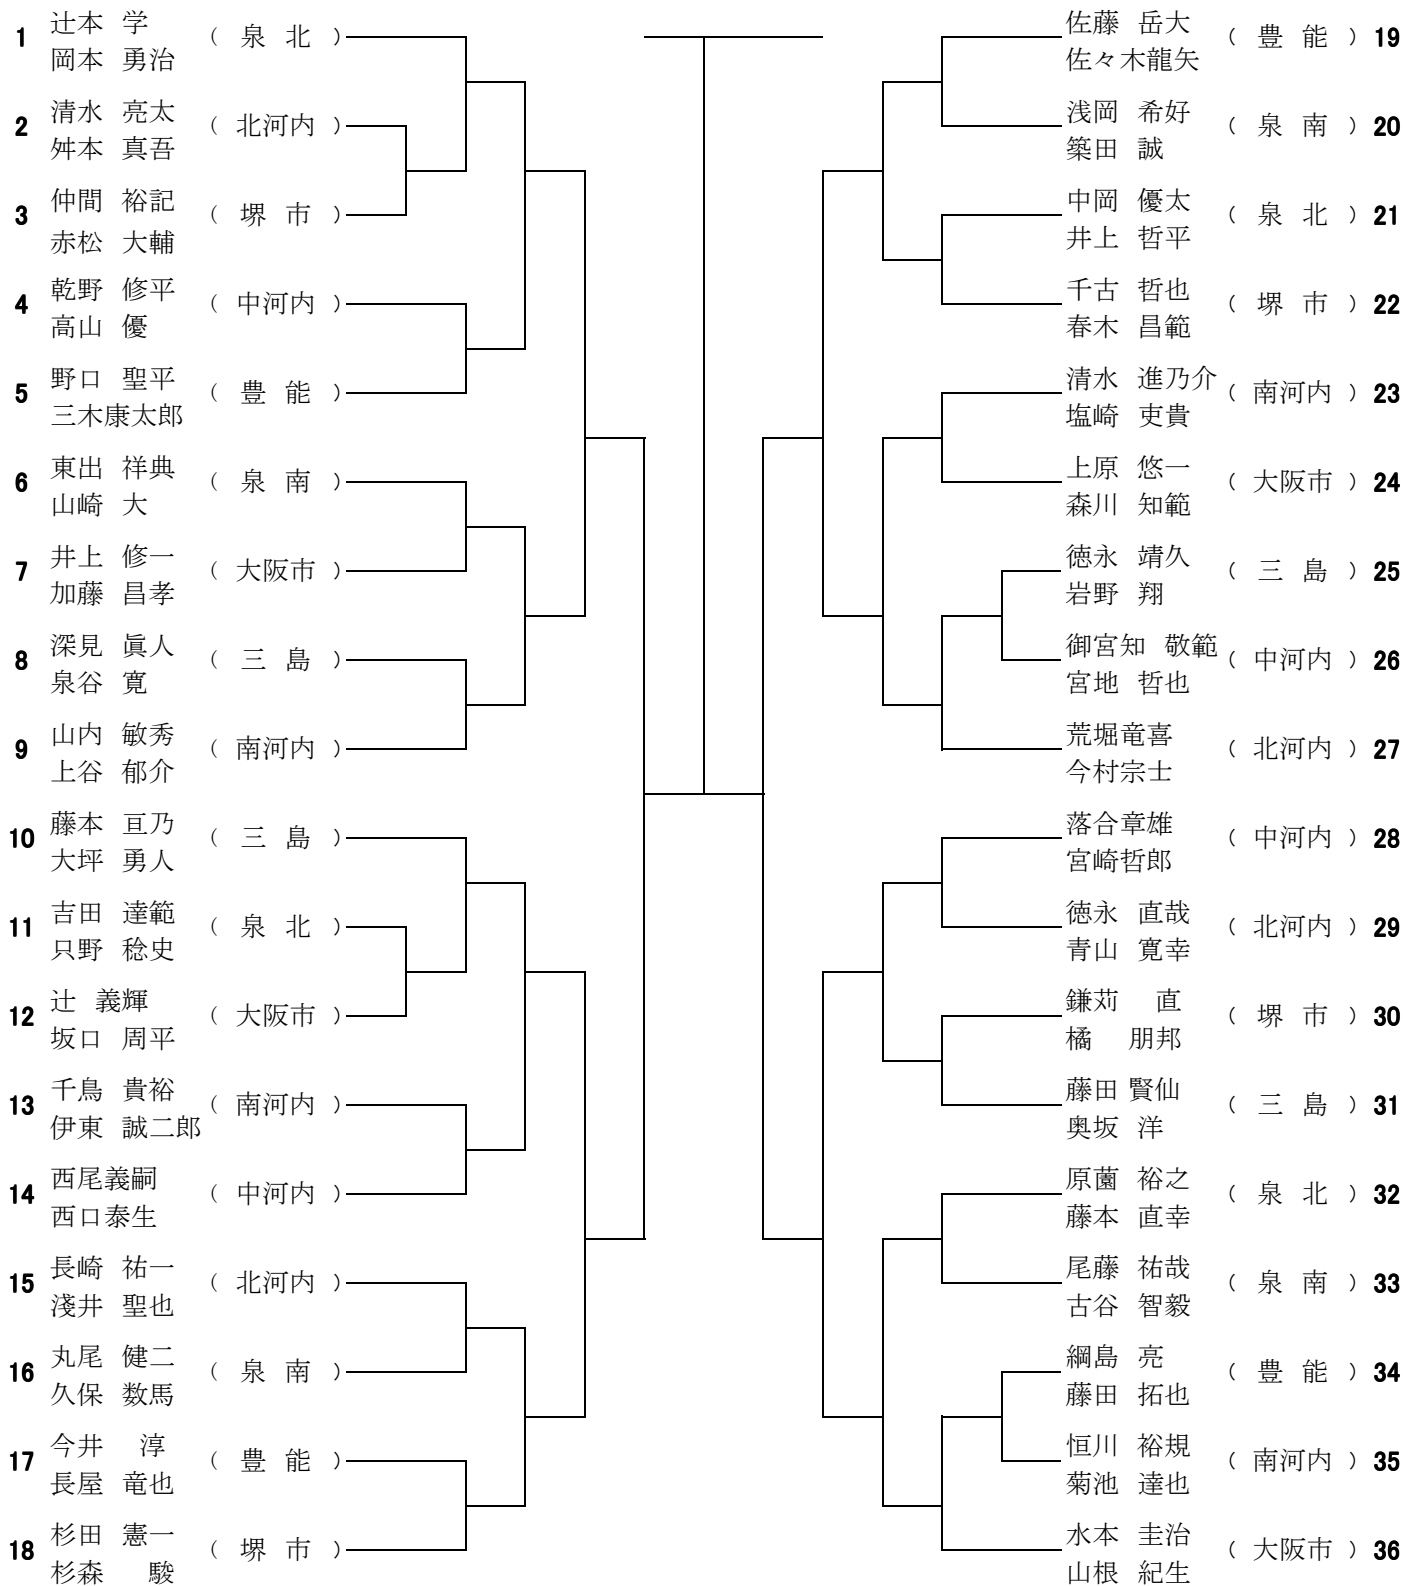 1 辻本 学 ( 泉 北 )
岡本 勇治
2 清水 亮太 ( 北河内 )
舛本 真吾
3 仲間 裕記 ( 堺 市 )
赤松 大輔
4 乾野 修平 ( 中河内 )
高山 優
5 野口 聖平 ( 豊 能 )
三木康太郎
6 東出 祥典 ( 泉 南 )
山崎 大
7 井上 修一 ( 大阪市 )
加藤 昌孝
8 深見 眞人 ( 三 島 )
泉谷 寛
9 山内 敏秀 ( 南河内 )
上谷 郁介
10 藤本 亘乃 ( 三 島 )
大坪 勇人
11 吉田 達範 ( 泉 北 )
只野 稔史
12 辻 義輝 ( 大阪市 )
坂口 周平
13 千鳥 貴裕 ( 南河内 )
伊東 誠二郎
14 西尾義嗣 ( 中河内 )
西口泰生
15 長崎 祐一 ( 北河内 )
淺井 聖也
16 丸尾 健二 ( 泉 南 )
久保 数馬
17 今井 淳 ( 豊 能 )
長屋 竜也
18 杉田 憲一 ( 堺 市 )
杉森 駿
佐藤 岳大 ( 豊 能 ) 19
佐々木龍矢
浅岡 希好 ( 泉 南 ) 20
築田 誠
中岡 優太 ( 泉 北 ) 21
井上 哲平
千古 哲也 ( 堺 市 ) 22
春木 昌範
清水 進乃介 ( 南河内 ) 23
塩崎 吏貴
上原 悠一 ( 大阪市 ) 24
森川 知範
徳永 靖久 ( 三 島 ) 25
岩野 翔
御宮知 敬範 ( 中河内 ) 26
宮地 哲也
荒堀竜喜 ( 北河内 ) 27
今村宗士
落合章雄 ( 中河内 ) 28
宮崎哲郎
徳永 直哉 ( 北河内 ) 29
青山 寛幸
鎌苅 直 ( 堺 市 ) 30
橘 朋邦
藤田 賢仙 ( 三 島 ) 31
奥坂 洋
原薗 裕之 ( 泉 北 ) 32
藤本 直幸
尾藤 祐哉 ( 泉 南 ) 33
古谷 智毅
綱島 亮 ( 豊 能 ) 34
藤田 拓也
恒川 裕規 ( 南河内 ) 35
菊池 達也
水本 圭治 ( 大阪市 ) 36
山根 紀生